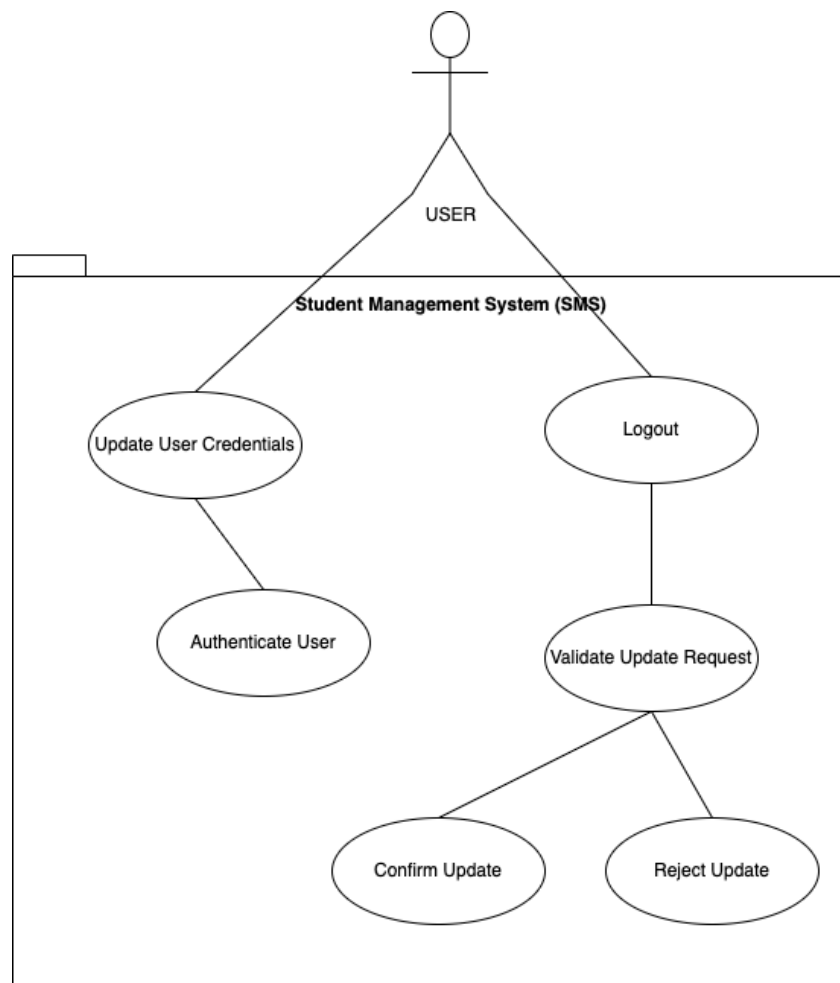 USER
Student Management System (SMS)
Update User Credentials
Logout
Authenticate User
Validate Update Request
Confirm Update
Reject Update